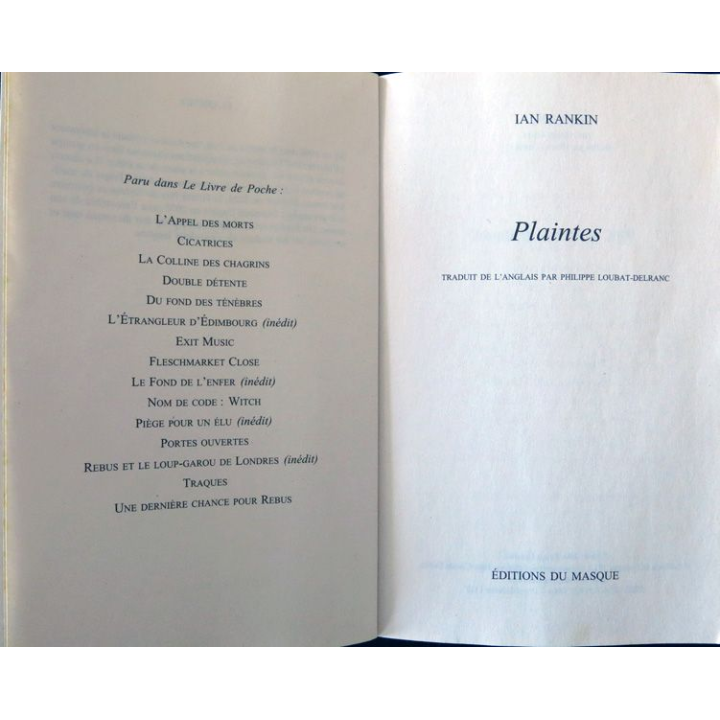 Paru dans Le Livre de Poche :
L'Appel des morts
Cicatrices
La Colline des chagrins
Double détente
Du fond des ténèbres
L'Étrangleur d'Édimbourg (inédit)
Exit Music
Fleschmarket Close
Le Fond de l'enfer (inédit)
Nom de code : Witch
Piège pour un élu (inédit)
Portes ouvertes
Rebus et le loup-garou de Londres (inédit)
Traques
Une dernière chance pour Rebus
IAN RANKIN
Plaintes
TRADUIT DE L'ANGLAIS PAR PHILIPPE LOUBAT-DELRANC
ÉDITIONS DU MASQUE